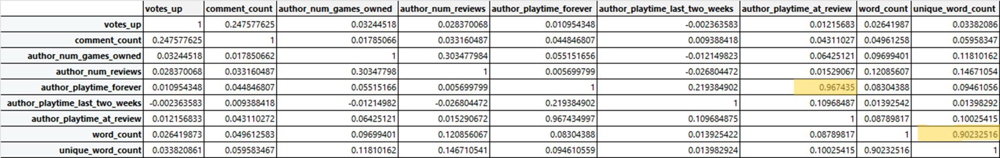 votes_up comment_count author_num_games_owned author_num_reviews author_playtime_forever author_playtime_last_two_weeks author_playtime_at_review word_count unique_word_count
votes_up 1 0.247577625 0.03244518 0.028370068 0.010954348 -0.002363583 0.01215683 0.02641987 0.03382086
comment_count 0.247577625 1 0.01785066 0.033160487 0.044846807 0.009388418 0.04311027 0.04961258 0.05958347
author_num_games_owned 0.03244518 0.017850662 1 0.303477984 0.055151656 -0.012149823 0.06425121 0.09699401 0.11810162
author_num_reviews 0.028370068 0.033160487 0.30347798 1 0.005699799 -0.026804472 0.01529067 0.12085607 0.14671054
author_playtime_forever 0.010954348 0.044846807 0.05515166 0.005699799 1 0.219384902 0.967435 0.08304388 0.09461056
author_playtime_last_two_weeks -0.002363583 0.009388418 -0.01214982 -0.026804472 0.219384902 1 0.10968487 0.01392542 0.01398292
author_playtime_at_review 0.012156833 0.043110272 0.06425121 0.015290672 0.967434997 0.109684875 1 0.08789817 0.10025415
word_count 0.026419873 0.049612583 0.09699401 0.120856067 0.08304388 0.013925422 0.08789817 1 0.90232516
unique_word_count 0.033820861 0.059583467 0.11810162 0.146710541 0.094610559 0.013982924 0.10025415 0.90232516 1